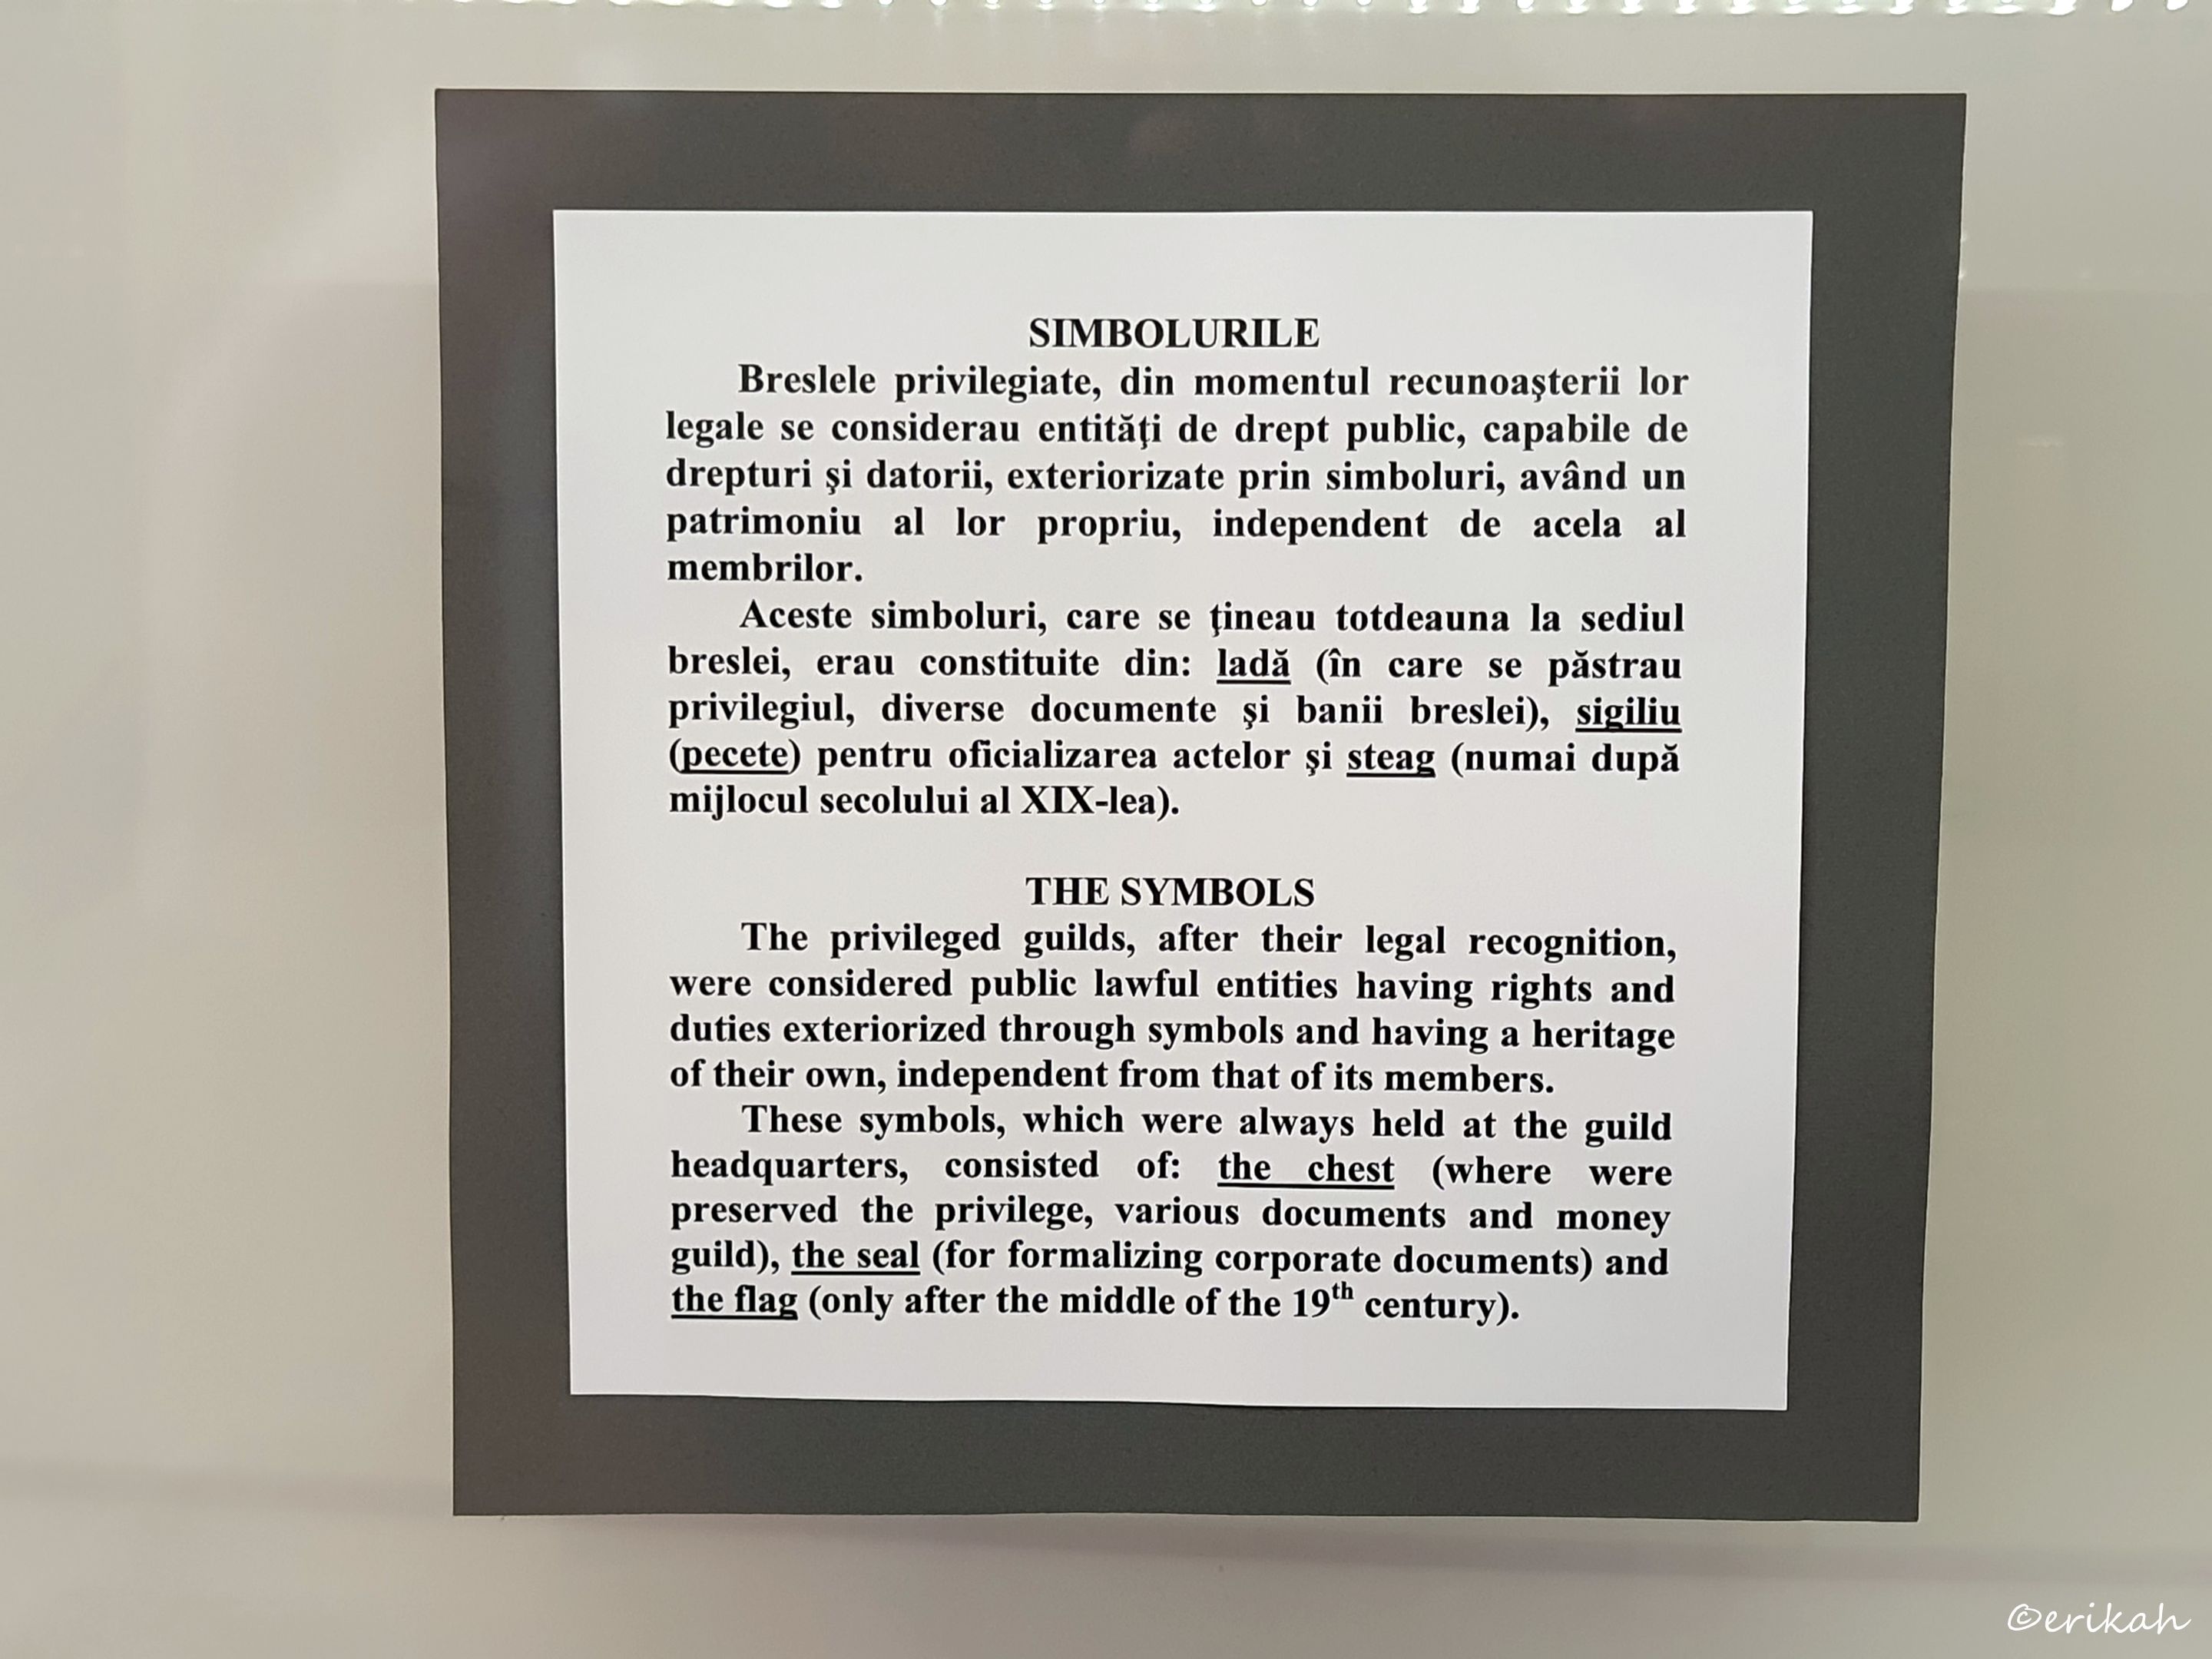 SIMBOLURILE
Breslele privilegiate, din momentul recunoaşterii lor
legale se considerau entităţi de drept public, capabile de
drepturi şi datorii, exteriorizate prin simboluri, având un
patrimoniu al lor propriu, independent de acela al
membrilor.
Aceste simboluri, care se ţineau totdeauna la sediul
breslei, erau constituite din: ladă (în care se păstrau
privilegiul, diverse documente şi banii breslei), sigiliu
(pecete) pentru oficializarea actelor şi steag (numai după
mijlocul secolului al XIX-lea).
THE SYMBOLS
The privileged guilds, after their legal recognition,
were considered public lawful entities having rights and
duties exteriorized through symbols and having a heritage
of their own, independent from that of its members.
These symbols, which were always held at the guild
headquarters, consisted of: the chest (where were
preserved the privilege, various documents and money
guild), the seal (for formalizing corporate documents) and
the flag (only after the middle of the 19th century).
©erikah